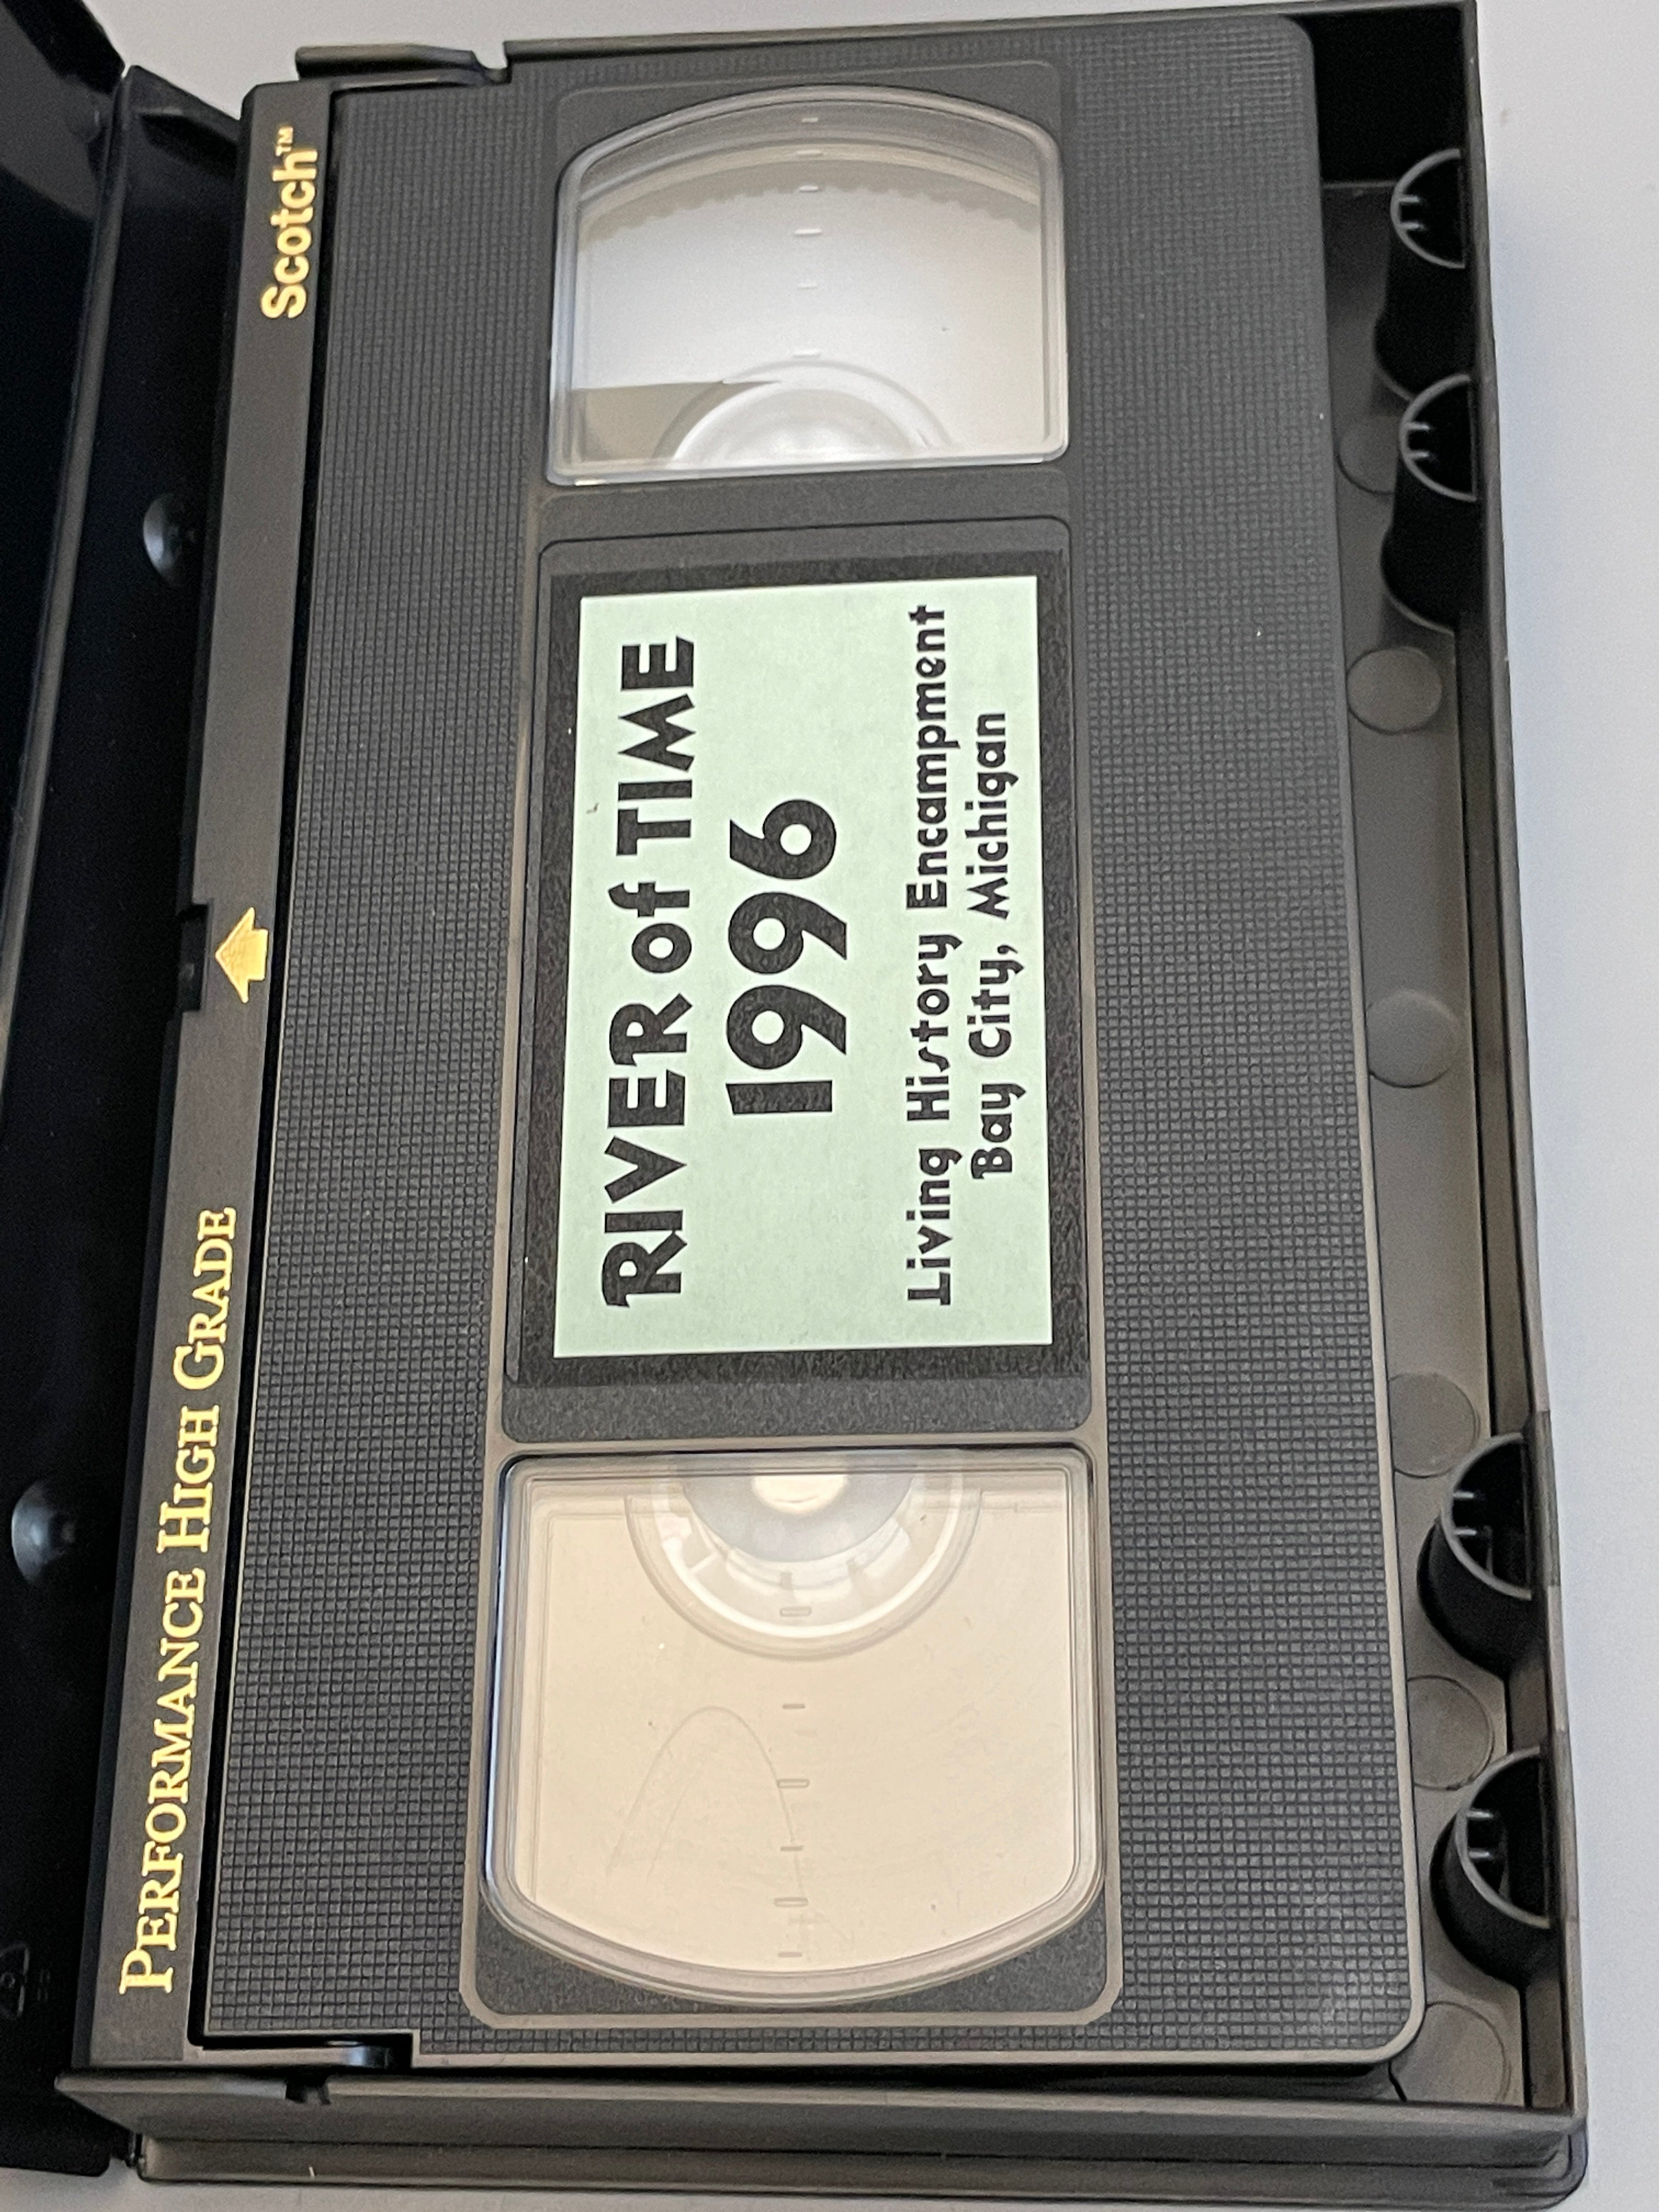 PERFORMANCE HIGH GRADE
Scotch™
RIVER of TIME
1996
Living History Encampment
Bay City, Michigan